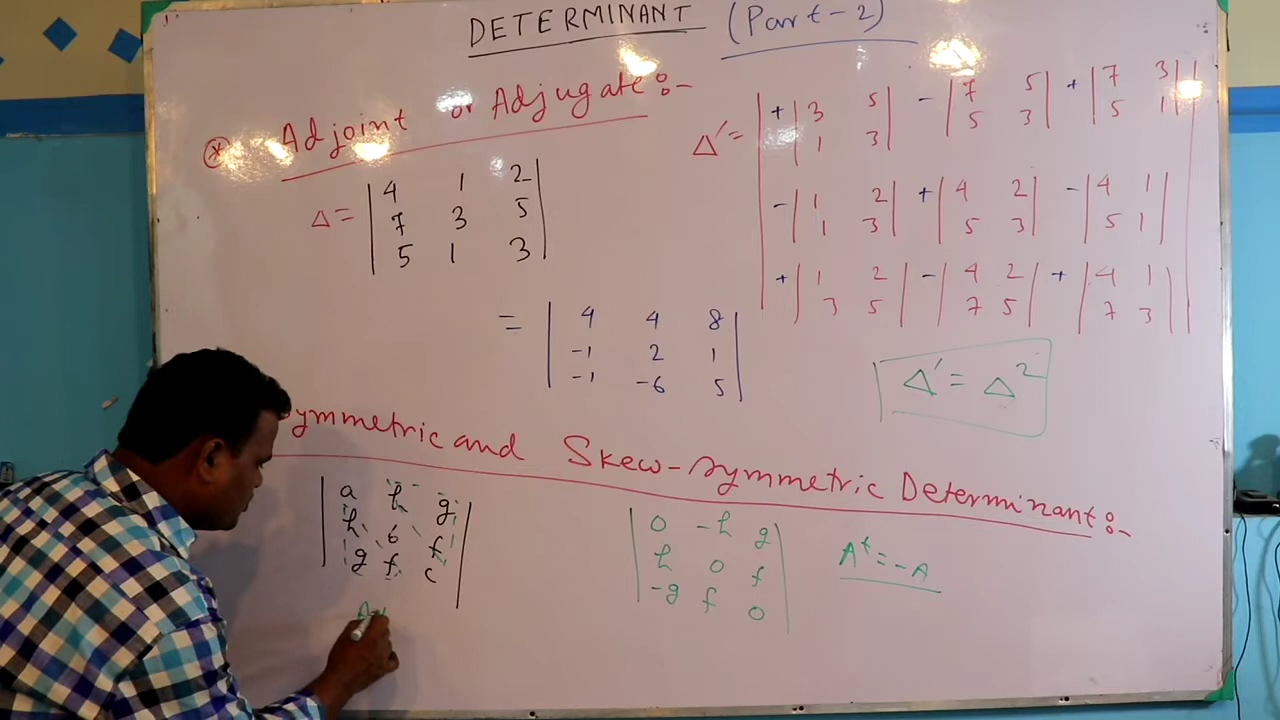 DETERMINANT (Part-2)
* Adjoint or Adjugate:-
Δ = | 4 1 2 |
| 7 3 5 |
| 5 1 3 |
= | 4 4 8 |
| -1 2 1 |
| -1 -6 5 |
Δ' = | + | 3 5 | - | 7 5 | + | 7 3 | |
| 1 3 | | 5 3 | | 5 1 |
- | 1 2 | + | 4 2 | - | 4 1 |
| 1 3 | | 5 3 | | 5 1 |
+ | 1 2 | - | 4 2 | + | 4 1 |
| 3 5 | | 7 5 | | 7 3 |
Δ' = Δ²
ymmetric and Skew-symmetric Determinant:-
| a h g |
| h b f |
| g f c |
A
| 0 -h g |
| h 0 f |
| -g f 0 |
Aᵗ = -A